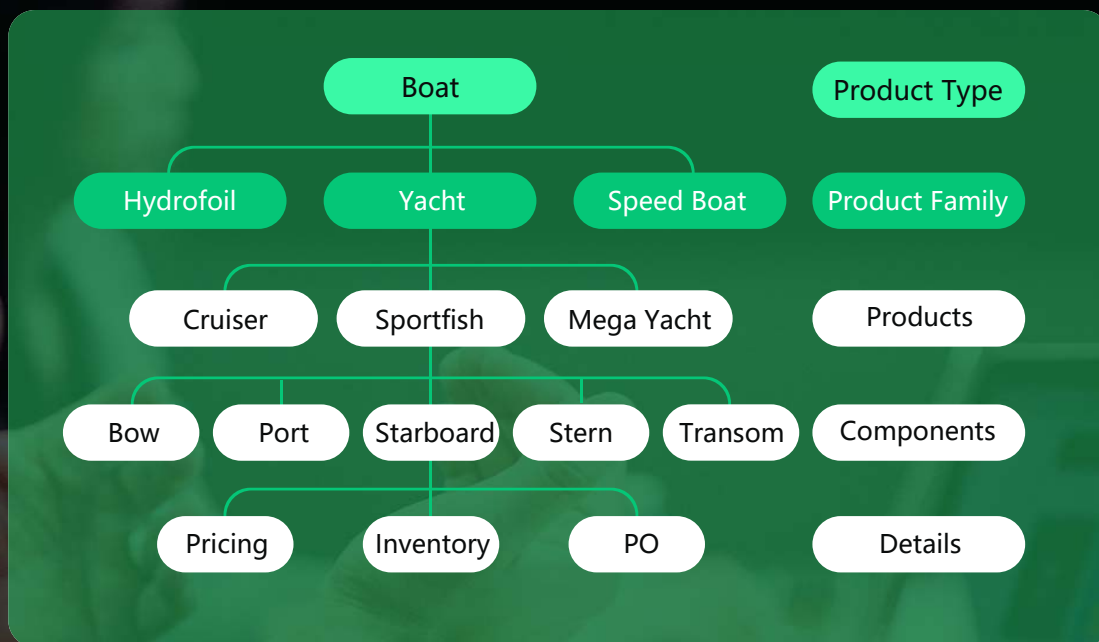 Boat
Product Type
Hydrofoil
Yacht
Speed Boat
Product Family
Cruiser
Sportfish
Mega Yacht
Products
Bow
Port
Starboard
Stern
Transom
Components
Pricing
Inventory
PO
Details